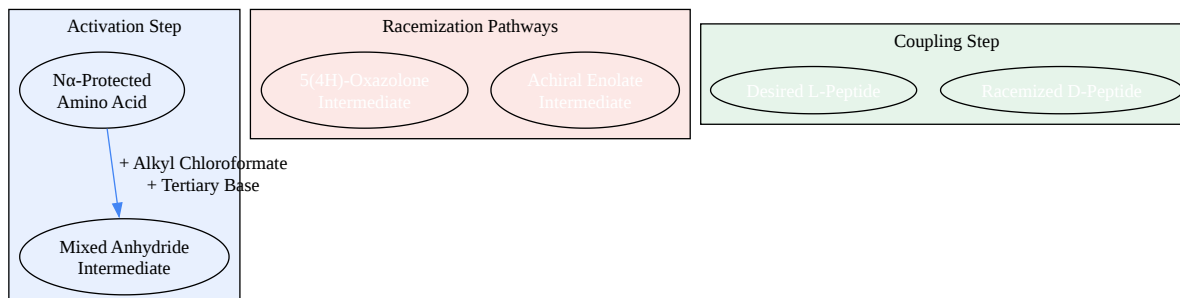 Activation Step
Nα-Protected
Amino Acid
+ Alkyl Chloroformate
+ Tertiary Base
Mixed Anhydride
Intermediate
Racemization Pathways
5(4H)-Oxazolone
Intermediate
Achiral Enolate
Intermediate
Coupling Step
Desired L-Peptide
Racemized D-Peptide